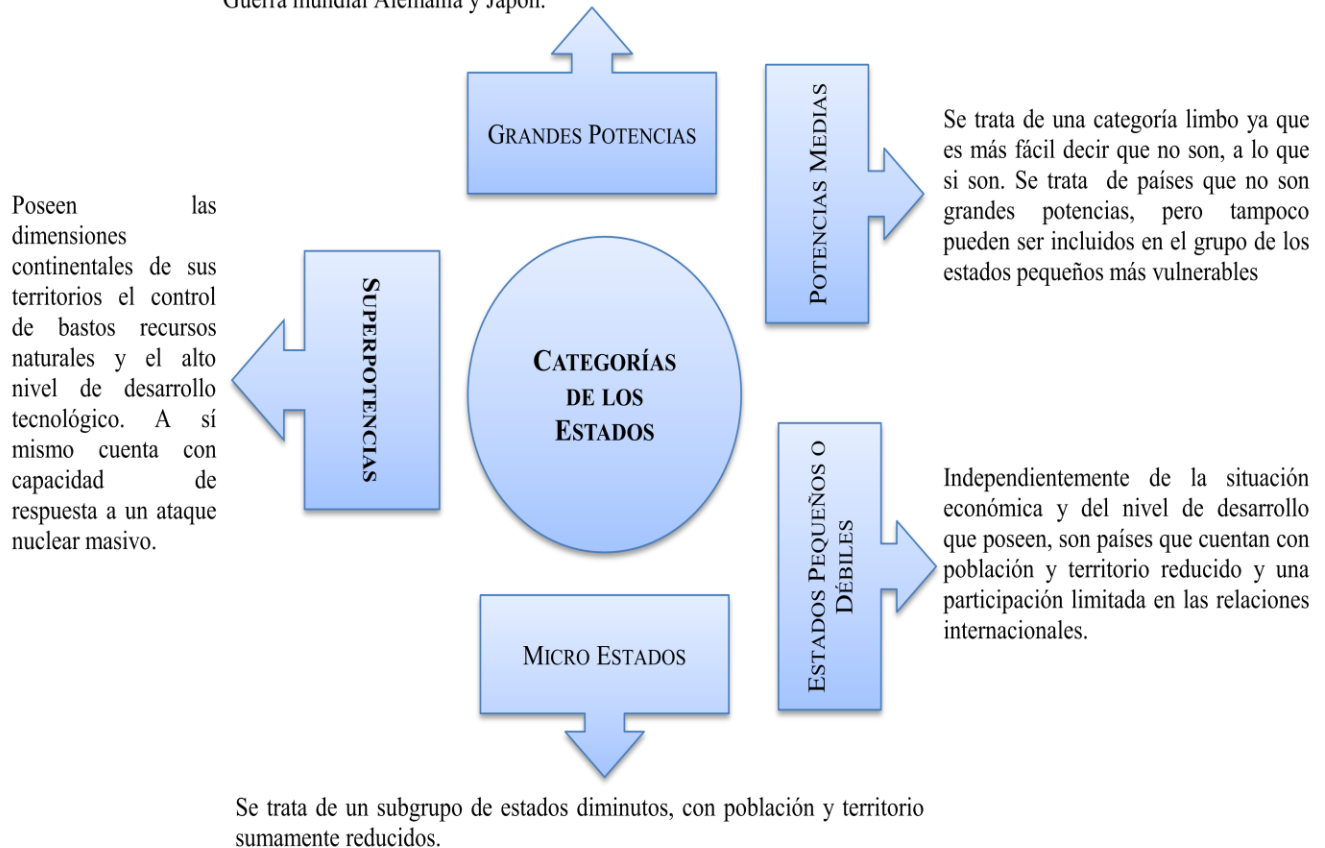 Guerra mundial Alemania y Japón.
GRANDES POTENCIAS
POTENCIAS MEDIAS
Se trata de una categoría limbo ya que
es más fácil decir que no son, a lo que
si son. Se trata de países que no son
grandes potencias, pero tampoco
pueden ser incluidos en el grupo de los
estados pequeños más vulnerables
Poseen las
dimensiones
continentales de sus
territorios el control
de bastos recursos
naturales y el alto
nivel de desarrollo
tecnológico. A sí
mismo cuenta con
capacidad de
respuesta a un ataque
nuclear masivo.
SUPERPOTENCIAS
CATEGORÍAS
DE LOS
ESTADOS
ESTADOS PEQUEÑOS O
DÉBILES
Independientemente de la situación
económica y del nivel de desarrollo
que poseen, son países que cuentan con
población y territorio reducido y una
participación limitada en las relaciones
internacionales.
MICRO ESTADOS
Se trata de un subgrupo de estados diminutos, con población y territorio
sumamente reducidos.